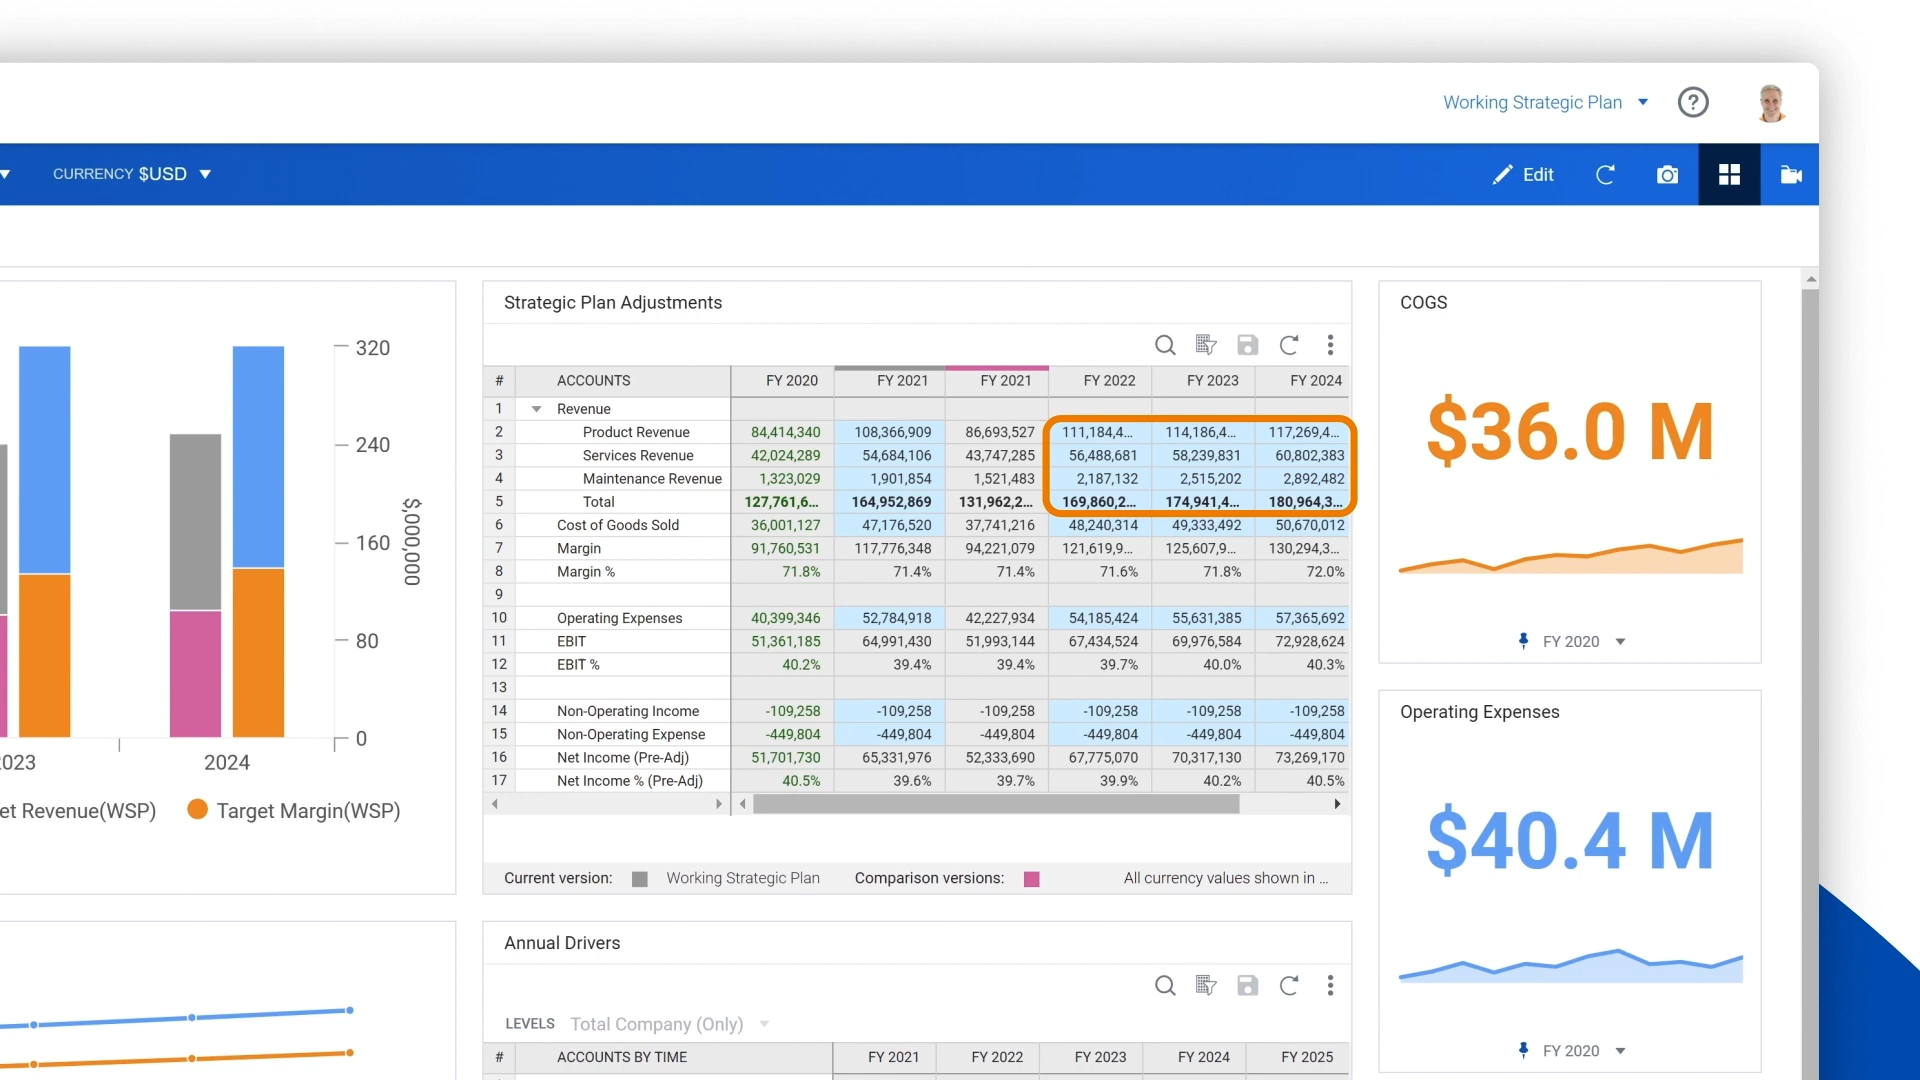 Working Strategic Plan
CURRENCY $USD
Edit
320
240
160
80
0
$,000,000
2024
Target Margin(WSP)
Revenue(WSP)
Strategic Plan Adjustments
# ACCOUNTS FY 2020 FY 2021 FY 2021 FY 2022 FY 2023 FY 2024
1 Revenue
2 Product Revenue 84,414,340 108,366,909 86,693,527 111,184,4... 114,186,4... 117,269,4...
3 Services Revenue 42,024,289 54,684,106 43,747,285 56,488,681 58,239,831 60,802,383
4 Maintenance Revenue 1,323,029 1,901,854 1,521,483 2,187,132 2,515,202 2,892,482
5 Total 127,761,6... 164,952,869 131,962,2... 169,860,2... 174,941,4... 180,964,3...
6 Cost of Goods Sold 36,001,127 47,176,520 37,741,216 48,240,314 49,333,492 50,670,012
7 Margin 91,760,531 117,776,348 94,221,079 121,619,9... 125,607,9... 130,294,3...
8 Margin % 71.8% 71.4% 71.4% 71.6% 71.8% 72.0%
9
10 Operating Expenses 40,399,346 52,784,918 42,227,934 54,185,424 55,631,385 57,365,692
11 EBIT 51,361,185 64,991,430 51,993,144 67,434,524 69,976,584 72,928,624
12 EBIT % 40.2% 39.4% 39.4% 39.7% 40.0% 40.3%
13
14 Non-Operating Income -109,258 -109,258 -109,258 -109,258 -109,258 -109,258
15 Non-Operating Expense -449,804 -449,804 -449,804 -449,804 -449,804 -449,804
16 Net Income (Pre-Adj) 51,701,730 65,331,976 52,333,690 67,775,070 70,317,130 73,269,170
17 Net Income % (Pre-Adj) 40.5% 39.6% 39.7% 39.9% 40.2% 40.5%
Current version: Working Strategic Plan Comparison versions: All currency values shown in ...
COGS
$36.0 M
FY 2020
Operating Expenses
$40.4 M
FY 2020
Annual Drivers
LEVELS Total Company (Only)
# ACCOUNTS BY TIME FY 2021 FY 2022 FY 2023 FY 2024 FY 2025